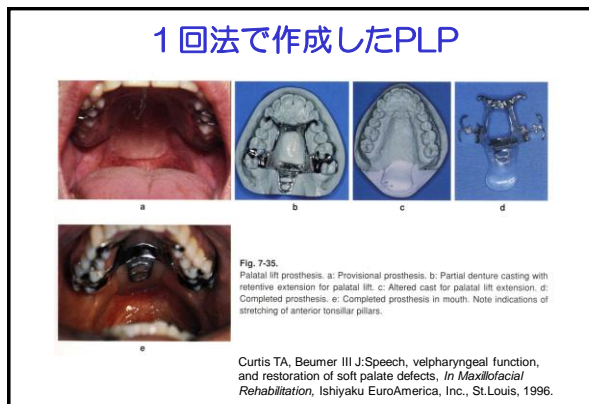 1回法で作成したPLP
a
b
c
d
e
Fig. 7-35.
Palatal lift prosthesis. a: Provisional prosthesis. b: Partial denture casting with
retentive extension for palatal lift. c: Altered cast for palatal lift extension. d:
Completed prosthesis. e: Completed prosthesis in mouth. Note indications of
stretching of anterior tonsillar pillars.
Curtis TA, Beumer III J:Speech, velpharyngeal function,
and restoration of soft palate defects, In Maxillofacial
Rehabilitation, Ishiyaku EuroAmerica, Inc., St.Louis, 1996.